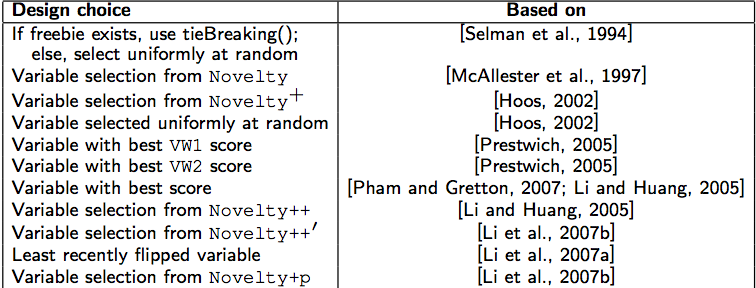 Design choice Based on
If freebie exists, use tieBreaking(); [Selman et al., 1994]
else, select uniformly at random
Variable selection from Novelty [McAllester et al., 1997]
Variable selection from Novelty+ [Hoos, 2002]
Variable selected uniformly at random [Hoos, 2002]
Variable with best VW1 score [Prestwich, 2005]
Variable with best VW2 score [Prestwich, 2005]
Variable with best score [Pham and Gretton, 2007; Li and Huang, 2005]
Variable selection from Novelty++ [Li and Huang, 2005]
Variable selection from Novelty++′ [Li et al., 2007b]
Least recently flipped variable [Li et al., 2007a]
Variable selection from Novelty+p [Li et al., 2007b]